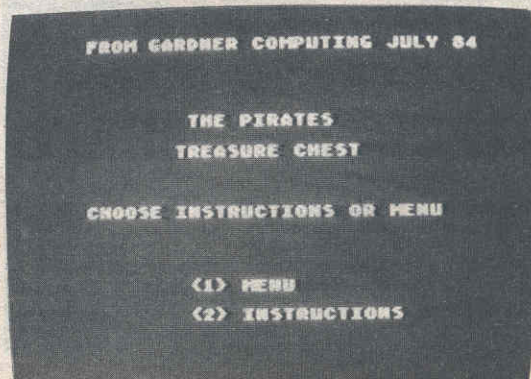 FROM GARDNER COMPUTING JULY 84
THE PIRATES
TREASURE CHEST
CHOOSE INSTRUCTIONS OR MENU
<1> MENU
<2> INSTRUCTIONS